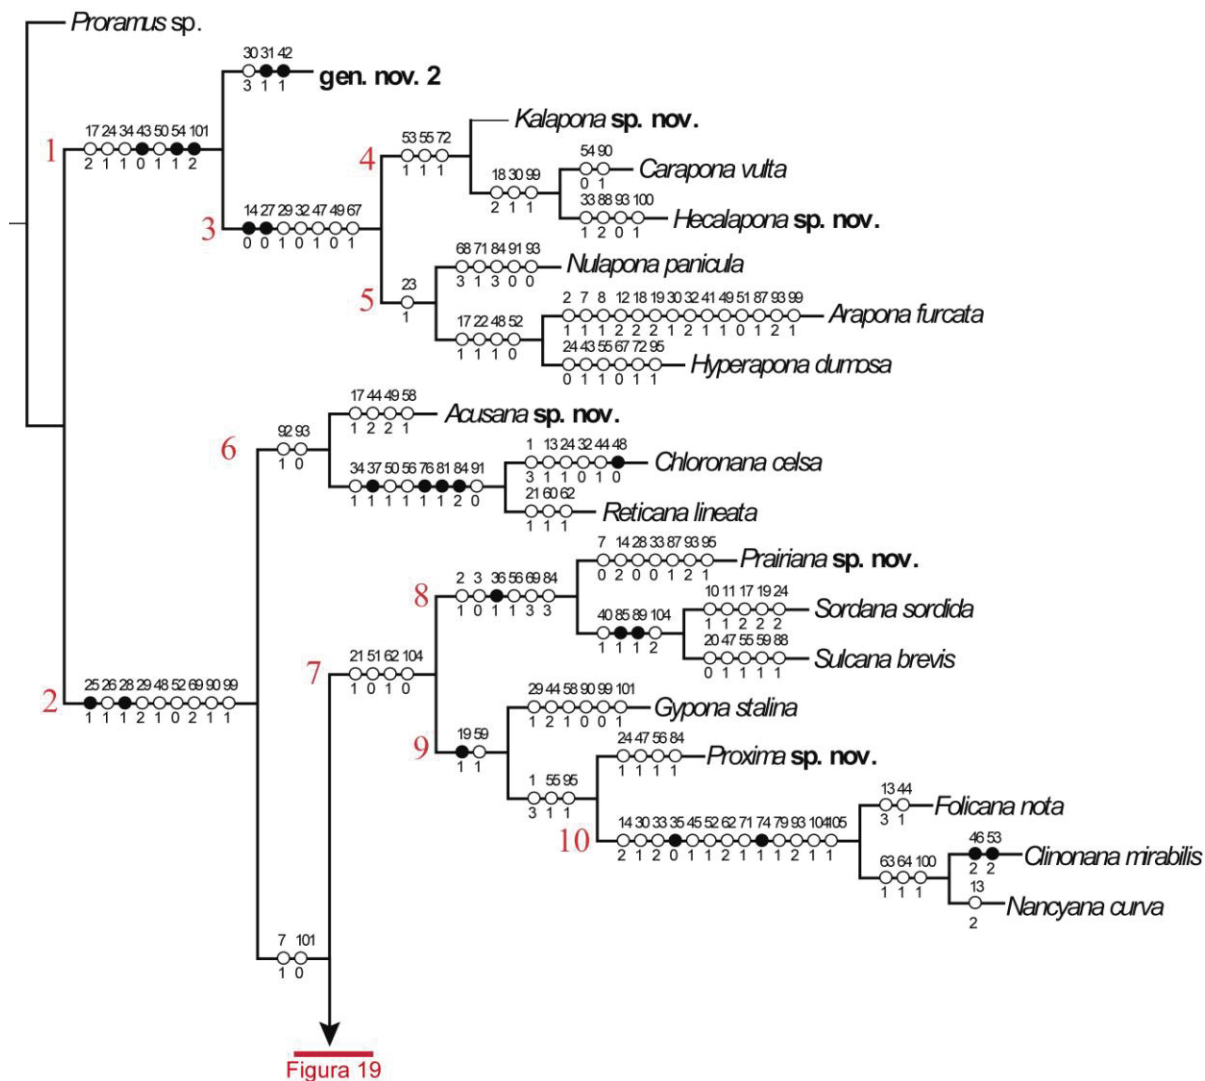 Proramus sp.
30 31 42
3 1 1
gen. nov. 2
1
17 24 34 43 50 54 101
2 1 1 0 1 1 2
Kalapona sp. nov.
4
53 55 72
1 1 1
54 90
0 1
Carapona vulta
18 30 99
2 1 1
33 88 93 100
1 2 0 1
Hecalapona sp. nov.
3
14 27 29 32 47 49 67
0 0 1 0 1 0 1
68 71 84 91 93
3 1 3 0 0
Nulapona panicula
5
23
1
2 7 8 12 18 19 30 32 41 49 51 87 93 99
1 1 1 2 2 2 1 2 1 1 0 1 2 1
Arapona furcata
17 22 48 52
1 1 1 0
24 43 55 67 72 95
0 1 1 0 1 1
Hyperapona dumosa
17 44 49 58
1 2 2 1
Acusana sp. nov.
6
92 93
1 0
1 13 24 32 44 48
3 1 1 0 1 0
Chloronana celsa
34 37 50 56 76 81 84 91
1 1 1 1 1 1 2 0
21 60 62
1 1 1
Reticana lineata
7 14 28 33 87 93 95
0 2 0 0 1 2 1
Prairiana sp. nov.
8
2 3 36 56 69 84
1 0 1 1 3 3
10 11 17 19 24
1 1 2 2 2
Sordana sordida
40 85 89 104
1 1 1 2
20 47 55 59 88
0 1 1 1 1
Sulcana brevis
7
21 51 62 104
1 0 1 0
2
25 26 28 29 48 52 69 90 99
1 1 1 2 1 0 2 1 1
29 44 58 90 99 101
1 2 1 0 0 1
Gypona stalina
9
19 59
1 1
24 47 56 84
1 1 1 1
Proxima sp. nov.
1 55 95
3 1 1
13 44
3 1
Folicana nota
10
14 30 33 35 45 52 62 71 74 79 93 104 105
2 1 2 0 1 1 2 1 1 1 2 1 1
46 53
2 2
Clinonana mirabilis
63 64 100
1 1 1
13
2
Nancyana curva
7 101
1 0
Figura 19